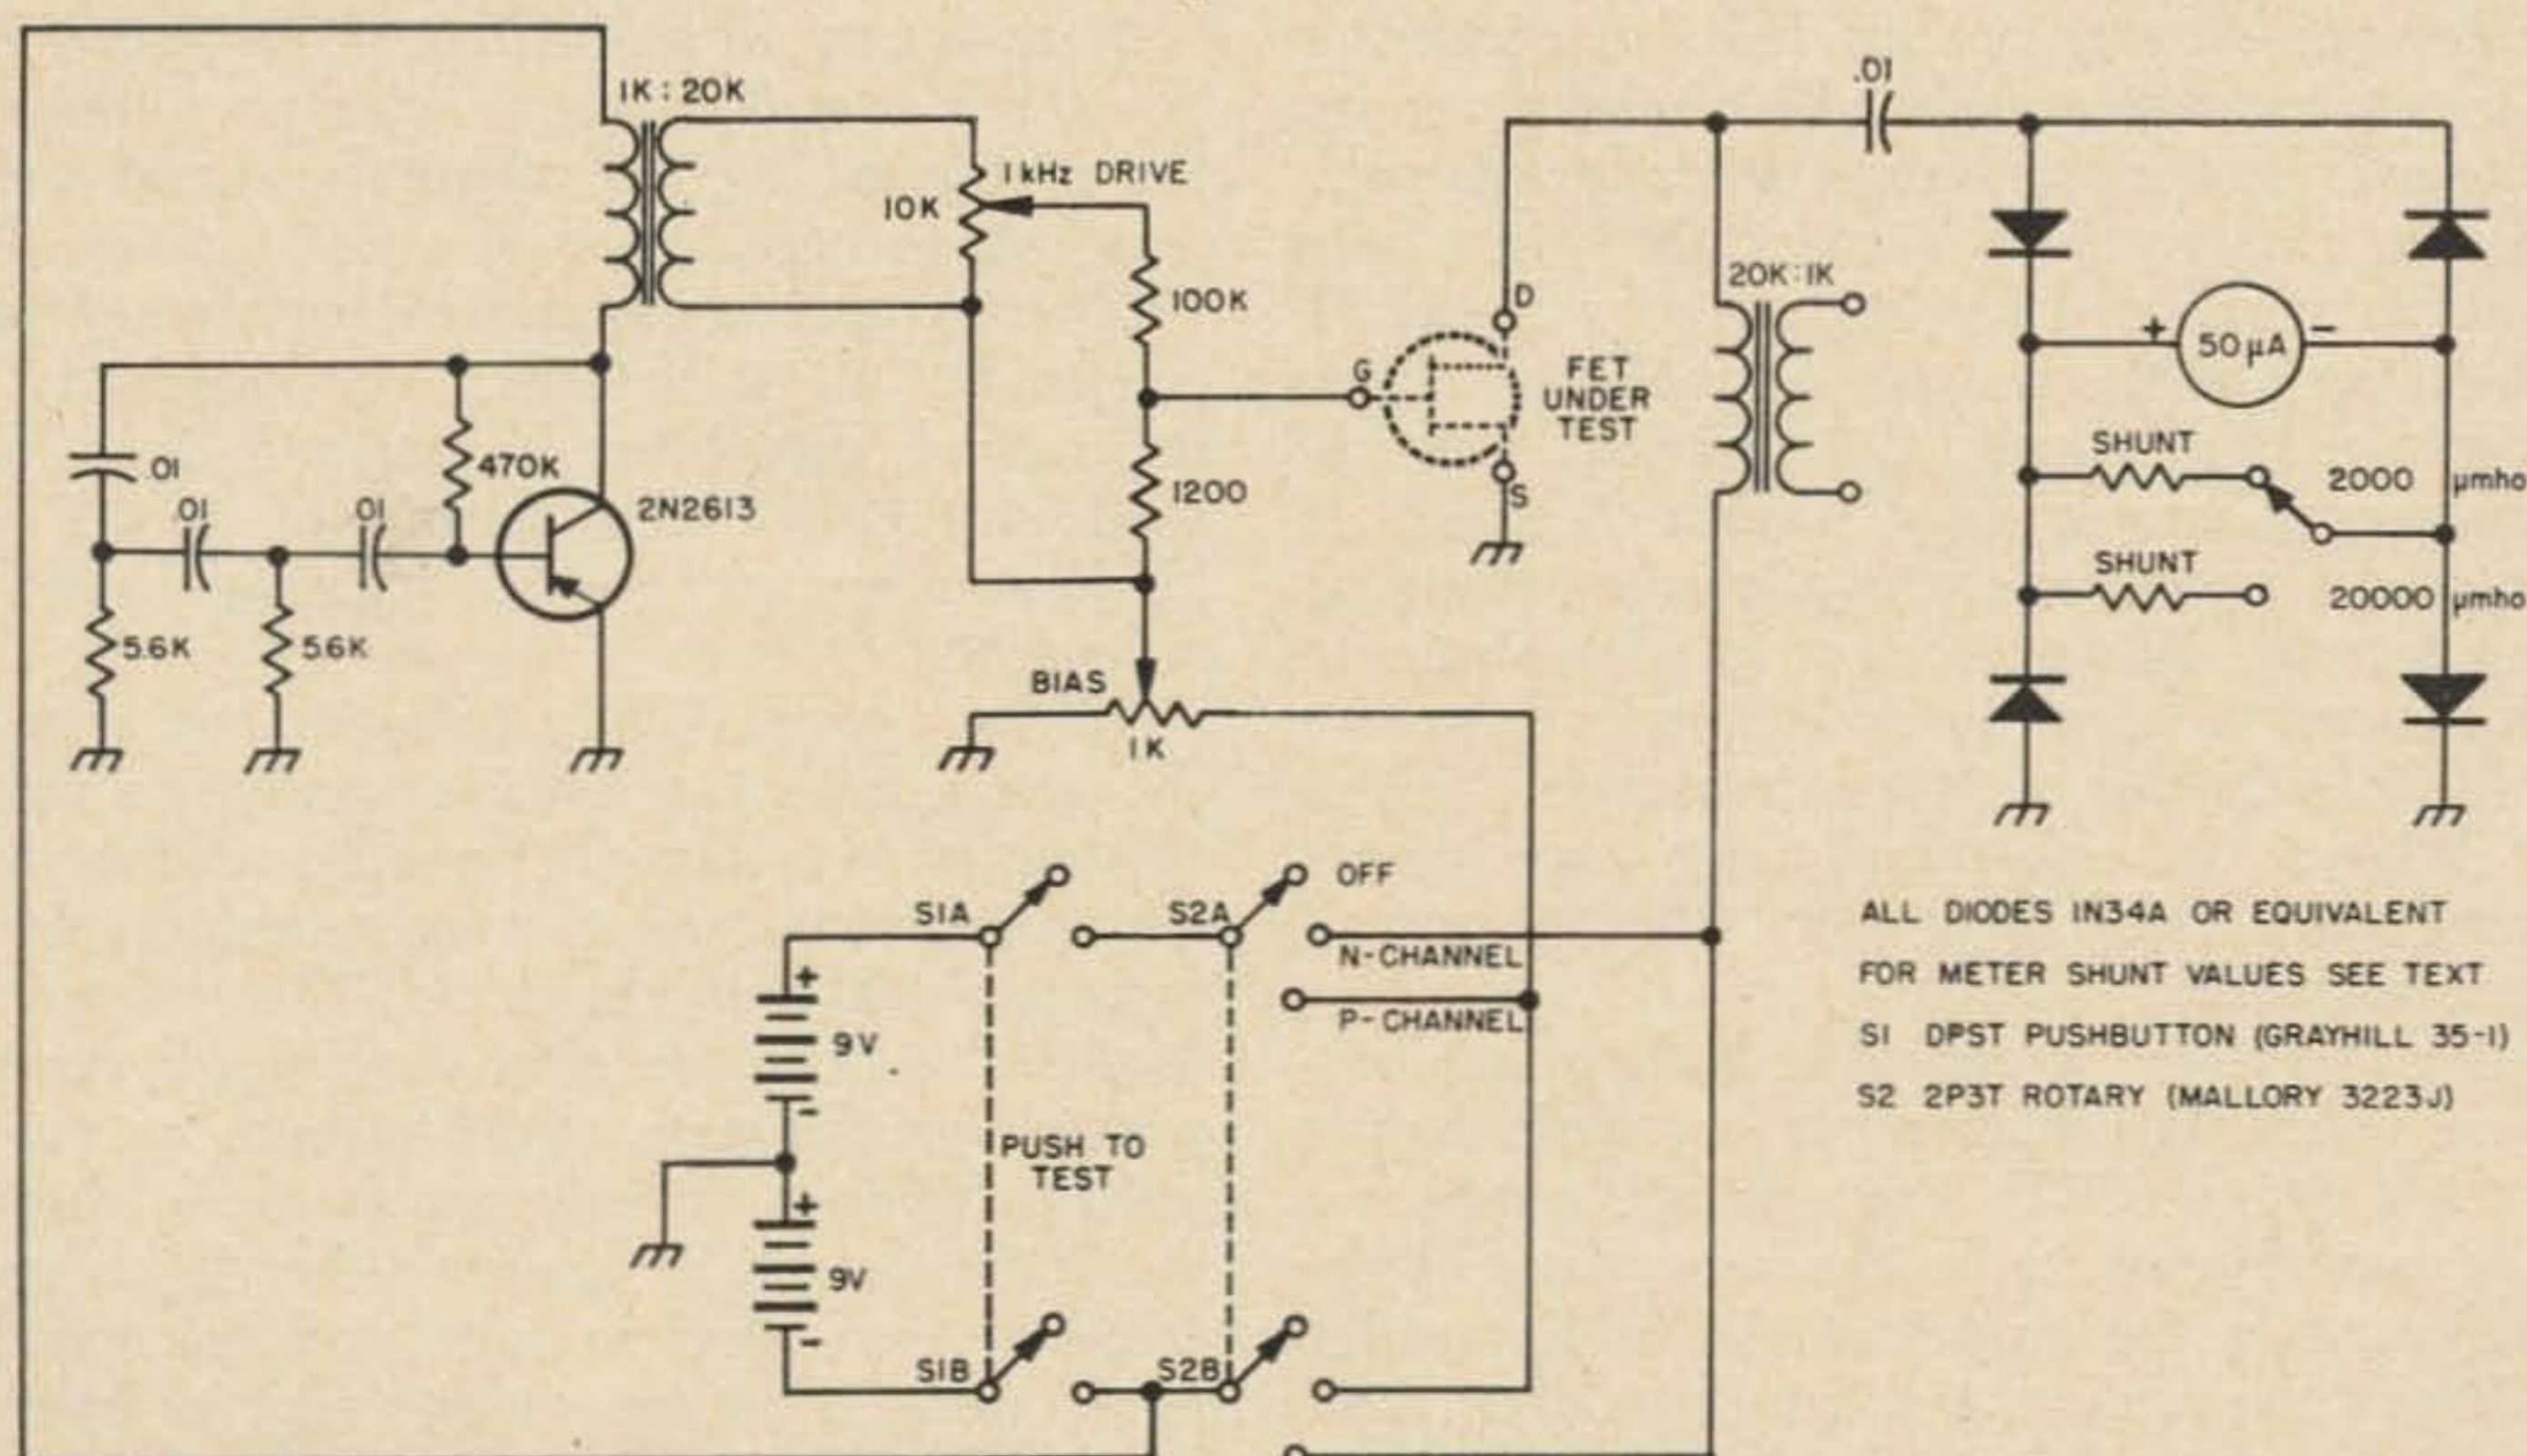 1K : 20K
.01
1 kHz DRIVE
10K
100K
20K : 1K
D
G
FET
UNDER
TEST
S
+
50 µA
-
.01
.01
.01
470K
2N2613
1200
SHUNT
2000 µmho
SHUNT
20000 µmho
5.6K
5.6K
BIAS
1K
OFF
S1A
S2A
N-CHANNEL
P-CHANNEL
+
9V
-
PUSH TO
TEST
+
9V
-
S1B
S2B
ALL DIODES IN34A OR EQUIVALENT
FOR METER SHUNT VALUES SEE TEXT
S1 DPST PUSHBUTTON (GRAYHILL 35-1)
S2 2P3T ROTARY (MALLORY 3223J)